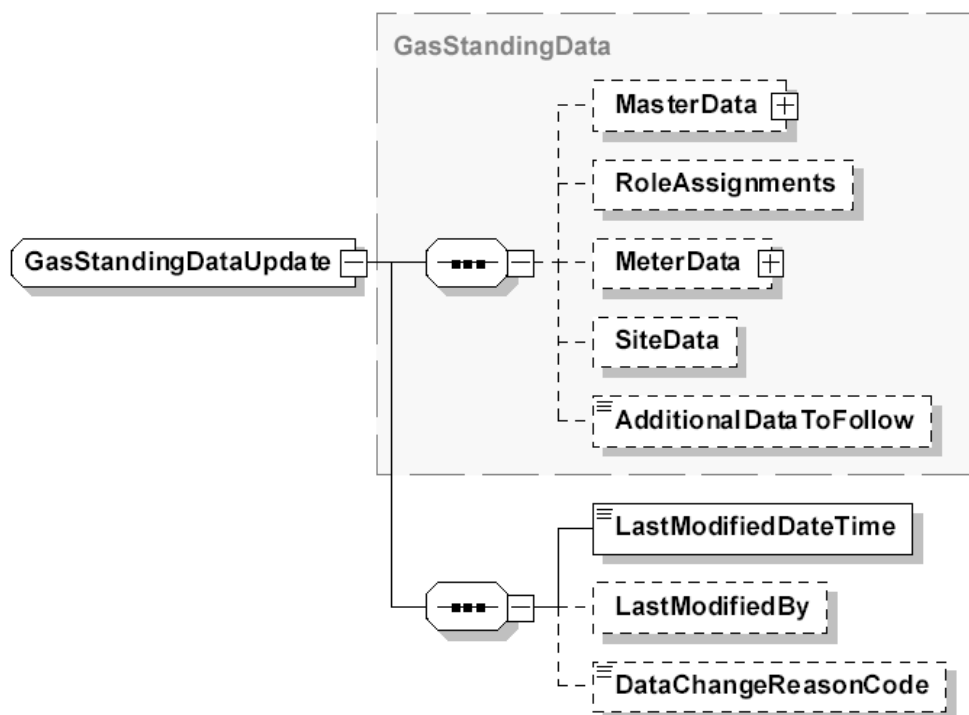 GasStandingData
MasterData
RoleAssignments
GasStandingDataUpdate
MeterData
SiteData
AdditionalDataToFollow
LastModifiedDateTime
LastModifiedBy
DataChangeReasonCode